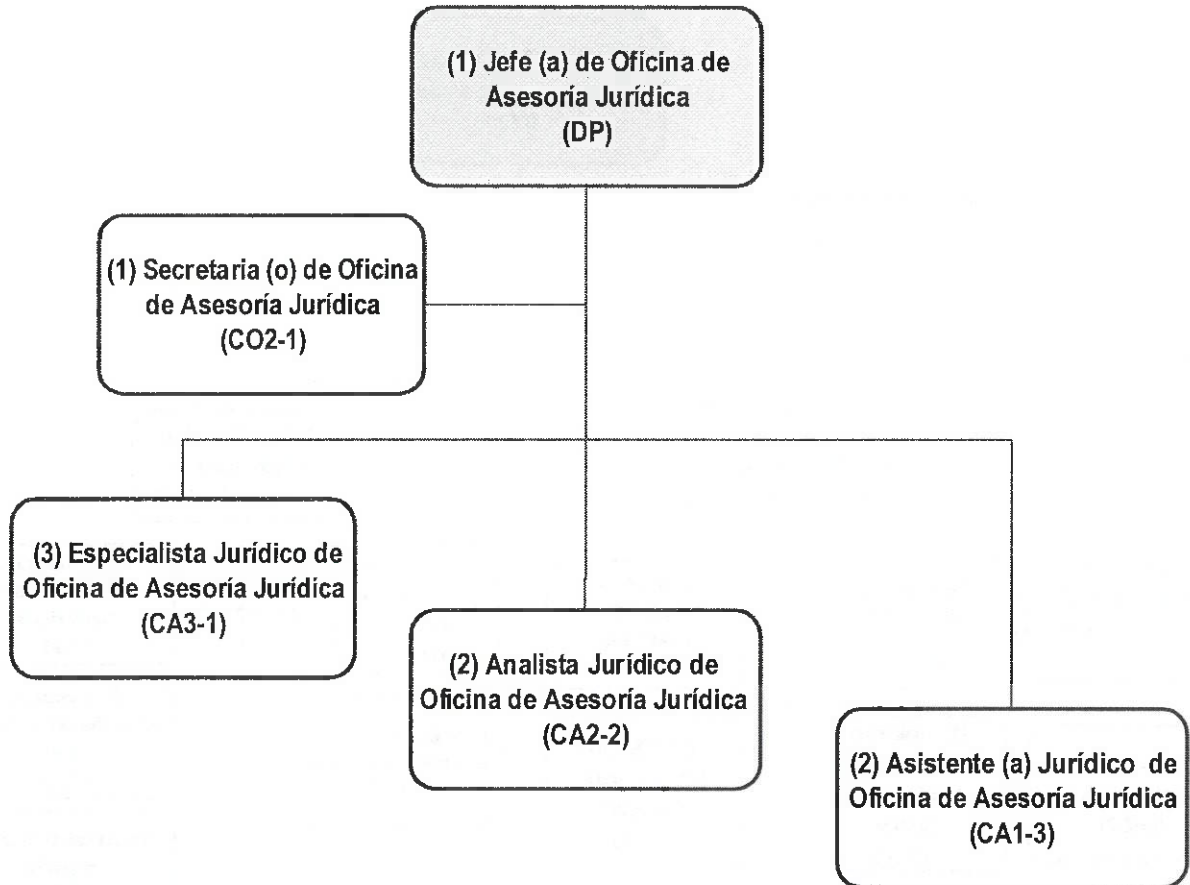 (1) Jefe (a) de Oficina de
Asesoría Jurídica
(DP)
(1) Secretaria (o) de Oficina
de Asesoría Jurídica
(CO2-1)
(3) Especialista Jurídico de
Oficina de Asesoría Jurídica
(CA3-1)
(2) Analista Jurídico de
Oficina de Asesoría Jurídica
(CA2-2)
(2) Asistente (a) Jurídico de
Oficina de Asesoría Jurídica
(CA1-3)